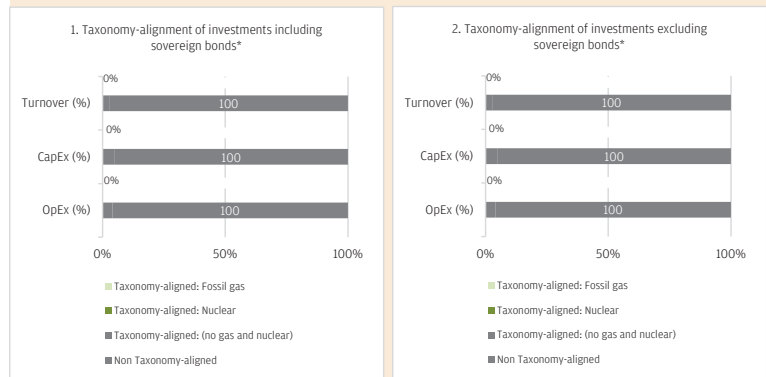 1. Taxonomy-alignment of investments including
sovereign bonds*
0%
Turnover (%)
100
0%
CapEx (%)
100
0%
OpEx (%)
100
0%
50%
100%
Taxonomy-aligned: Fossil gas
Taxonomy-aligned: Nuclear
Taxonomy-aligned: (no gas and nuclear)
Non Taxonomy-aligned
2. Taxonomy-alignment of investments excluding
sovereign bonds*
0%
Turnover (%)
100
0%
CapEx (%)
100
0%
OpEx (%)
100
0%
50%
100%
Taxonomy-aligned: Fossil gas
Taxonomy-aligned: Nuclear
Taxonomy-aligned: (no gas and nuclear)
Non Taxonomy-aligned